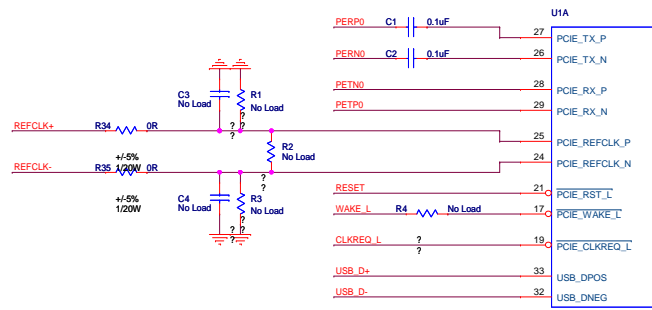 U1A
PERP0 C1 0.1uF 27 PCIE_TX_P
PERN0 C2 0.1uF 26 PCIE_TX_N
PETN0 28 PCIE_RX_P
PETP0 29 PCIE_RX_N
C3 R1
No Load No Load
?
?
REFCLK+ R34 0R ? ?
25 PCIE_REFCLK_P
R2
No Load
+/-5%
REFCLK- R35 0R 24 PCIE_REFCLK_N
1/20W
?
?
+/-5%
1/20W
C4 R3
No Load No Load
? ?
?
RESET 21 PCIE_RST_L
WAKE_L R4 No Load 17 PCIE_WAKE_L
CLKREQ_L ? 19 PCIE_CLKREQ_L
?
USB_D+ 33 USB_DPOS
USB_D- 32 USB_DNEG